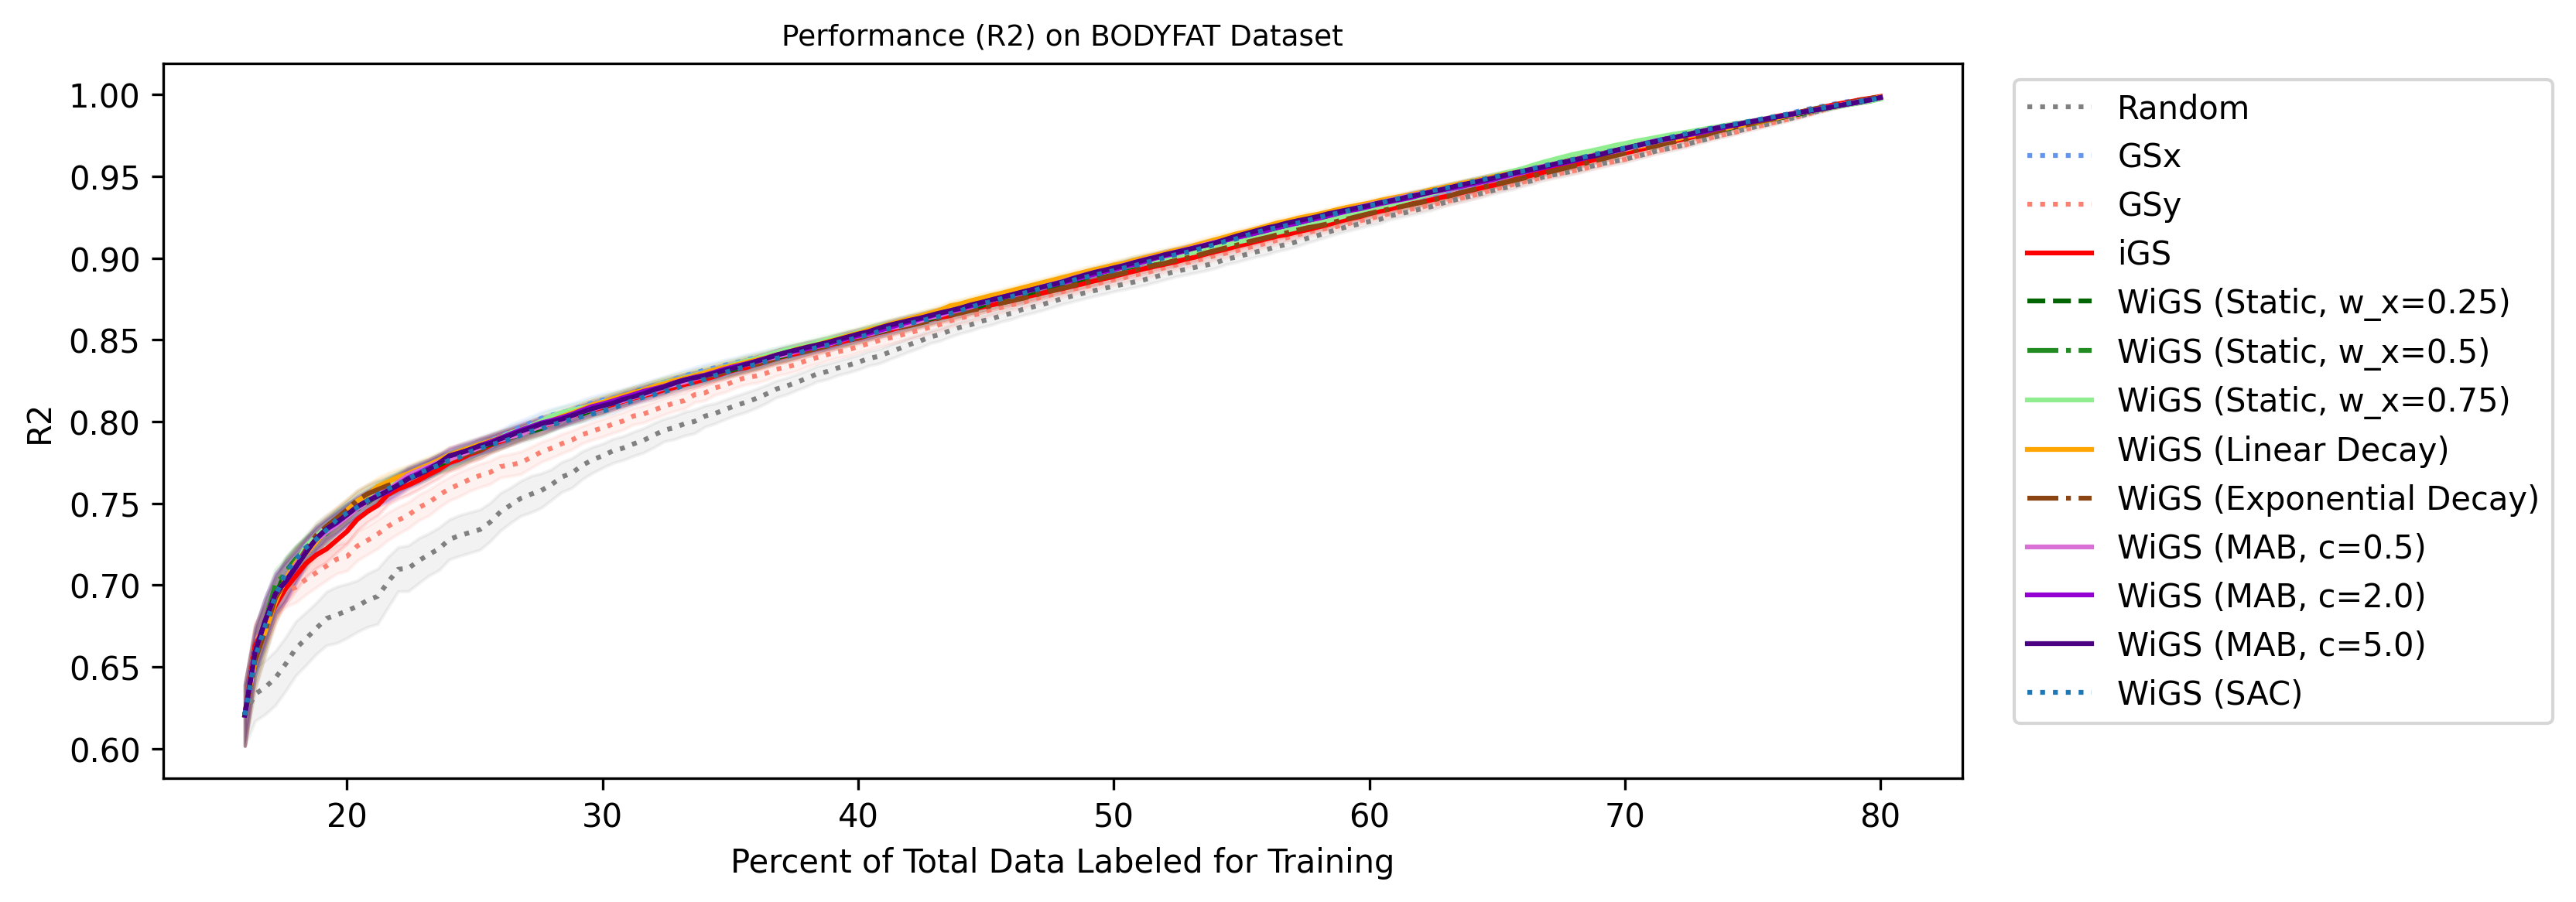 Performance (R2) on BODYFAT Dataset
R2
1.00
0.95
0.90
0.85
0.80
0.75
0.70
0.65
0.60
20 30 40 50 60 70 80
Percent of Total Data Labeled for Training
Random
GSx
GSy
iGS
WiGS (Static, w_x=0.25)
WiGS (Static, w_x=0.5)
WiGS (Static, w_x=0.75)
WiGS (Linear Decay)
WiGS (Exponential Decay)
WiGS (MAB, c=0.5)
WiGS (MAB, c=2.0)
WiGS (MAB, c=5.0)
WiGS (SAC)